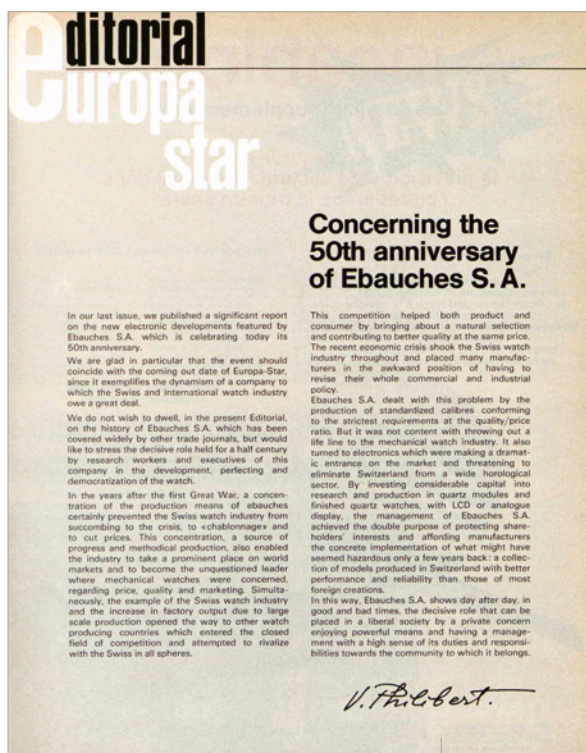 editorial
europa
star
Concerning the
50th anniversary
of Ebauches S.A.
In our last issue, we published a significant report
on the new electronic developments featured by
Ebauches S.A. which is celebrating today its
50th anniversary.
We are glad in particular that the event should
coincide with the coming out date of Europa-Star,
since it exemplifies the dynamism of a company to
which the Swiss and international watch industry
owe a great deal.
We do not wish to dwell, in the present Editorial,
on the history of Ebauches S.A. which has been
covered widely by other trade journals, but would
like to stress the decisive role held for a half century
by research workers and executives of this
company in the development, perfecting and
democratization of the watch.
In the years after the first Great War, a concen-
tration of the production means of ebauches
certainly prevented the Swiss watch industry from
succombing to the crisis, to «chablonnage» and
to cut prices. This concentration, a source of
progress and methodical production, also enabled
the industry to take a prominent place on world
markets and to become the unquestioned leader
where mechanical watches were concerned,
regarding price, quality and marketing. Simulta-
neously, the example of the Swiss watch industry
and the increase in factory output due to large
scale production opened the way to other watch
producing countries which entered the closed
field of competition and attempted to rivalize
with the Swiss in all spheres.
This competition helped both product and
consumer by bringing about a natural selection
and contributing to better quality at the same price.
The recent economic crisis shook the Swiss watch
industry throughout and placed many manufac-
turers in the awkward position of having to
revise their whole commercial and industrial
policy.
Ebauches S.A. dealt with this problem by the
production of standardized calibres conforming
to the strictest requirements at the quality/price
ratio. But it was not content with throwing out a
life line to the mechanical watch industry. It also
turned to electronics which were making a dramat-
ic entrance on the market and threatening to
eliminate Switzerland from a wide horological
sector. By investing considerable capital into
research and production in quartz modules and
finished quartz watches, with LCD or analogue
display, the management of Ebauches S.A.
achieved the double purpose of protecting share-
holders' interests and affording manufacturers
the concrete implementation of what might have
seemed hazardous only a few years back: a collec-
tion of models produced in Switzerland with better
performance and reliability than those of most
foreign creations.
In this way, Ebauches S.A. shows day after day, in
good and bad times, the decisive role that can be
placed in a liberal society by a private concern
enjoying powerful means and having a manage-
ment with a high sense of its duties and responsi-
bilities towards the community to which it belongs.
V. Philibert.